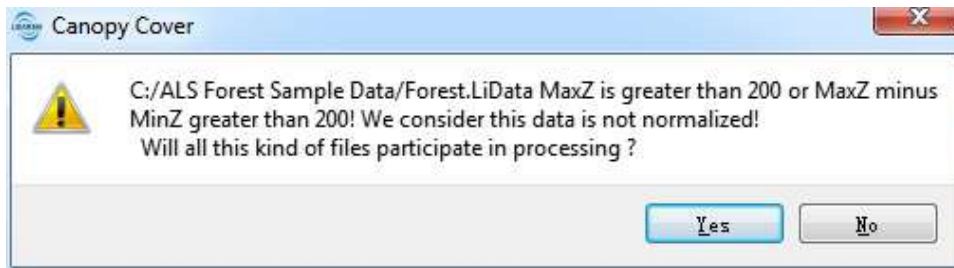 Canopy Cover
C:/ALS Forest Sample Data/Forest.LiData MaxZ is greater than 200 or MaxZ minus
MinZ greater than 200! We consider this data is not normalized!
Will all this kind of files participate in processing ?
Yes
No